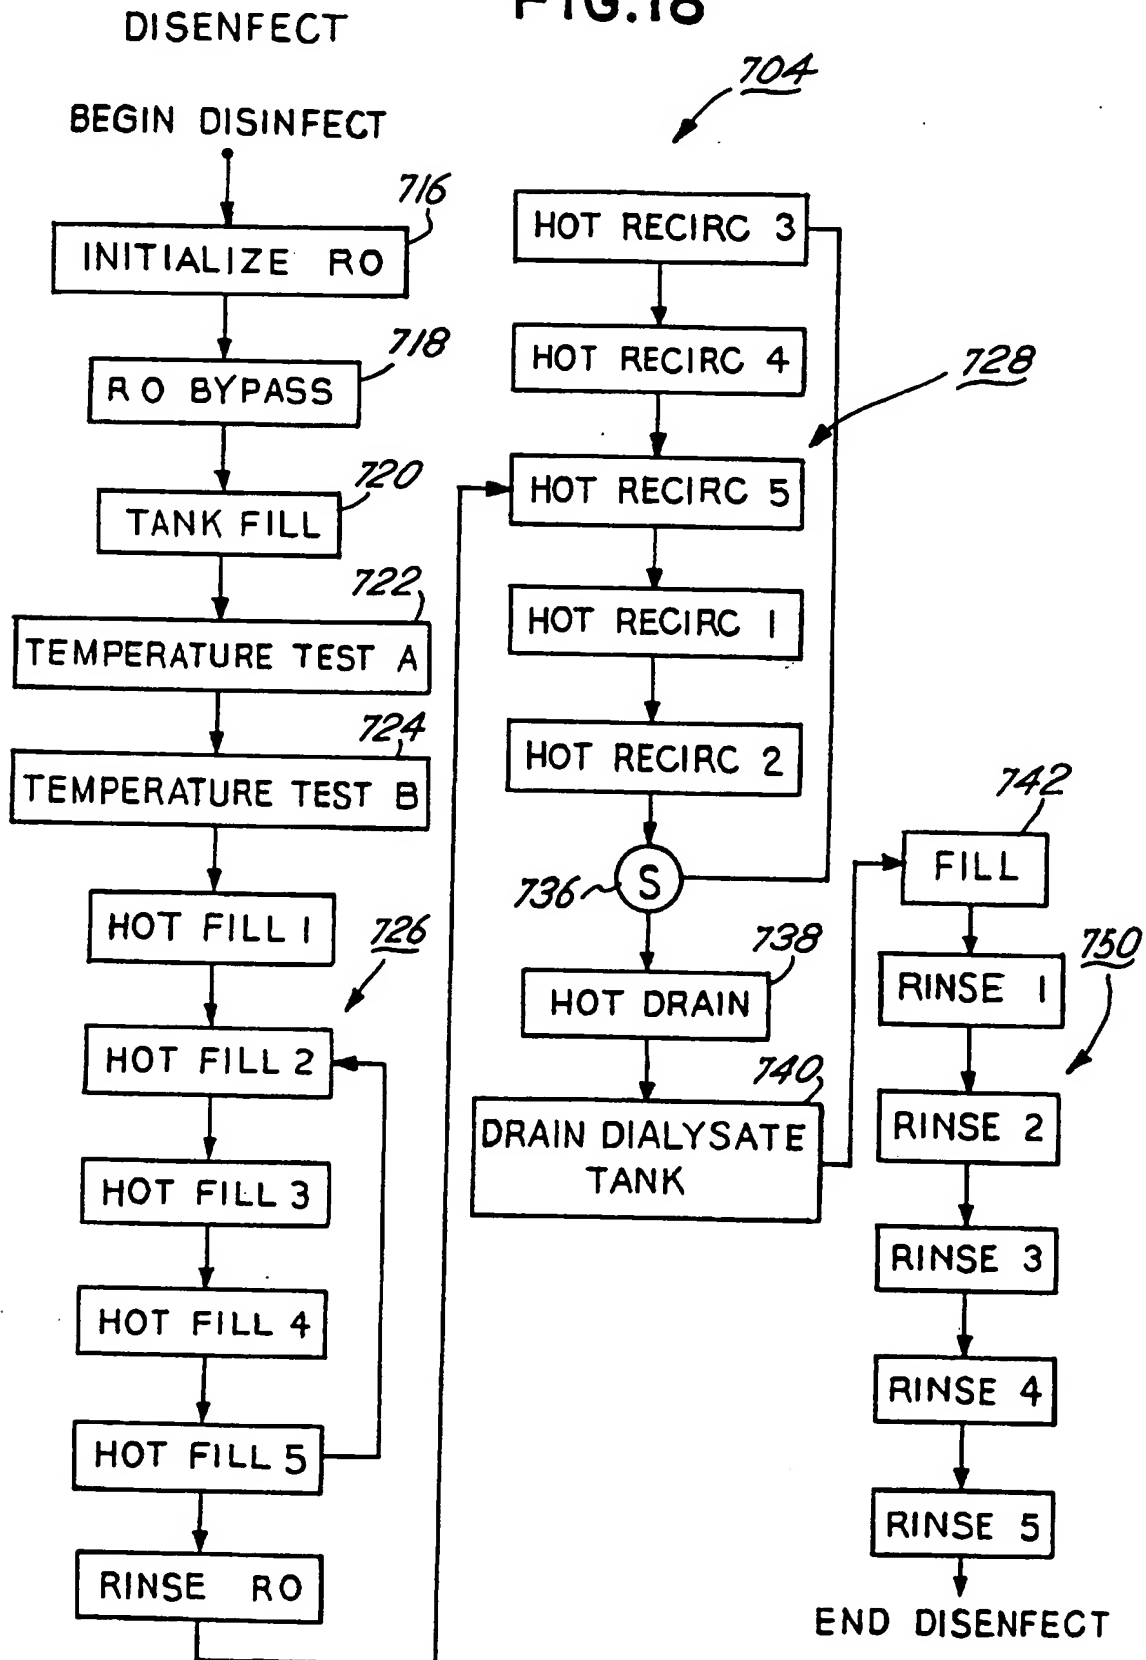 FIG.18
DISENFECT
BEGIN DISINFECT
716
INITIALIZE RO
718
RO BYPASS
720
TANK FILL
722
TEMPERATURE TEST A
724
TEMPERATURE TEST B
HOT FILL 1
726
HOT FILL 2
HOT FILL 3
HOT FILL 4
HOT FILL 5
RINSE RO
704
HOT RECIRC 3
HOT RECIRC 4
728
HOT RECIRC 5
HOT RECIRC 1
HOT RECIRC 2
736
S
738
HOT DRAIN
740
DRAIN DIALYSATE
TANK
742
FILL
750
RINSE 1
RINSE 2
RINSE 3
RINSE 4
RINSE 5
END DISENFECT